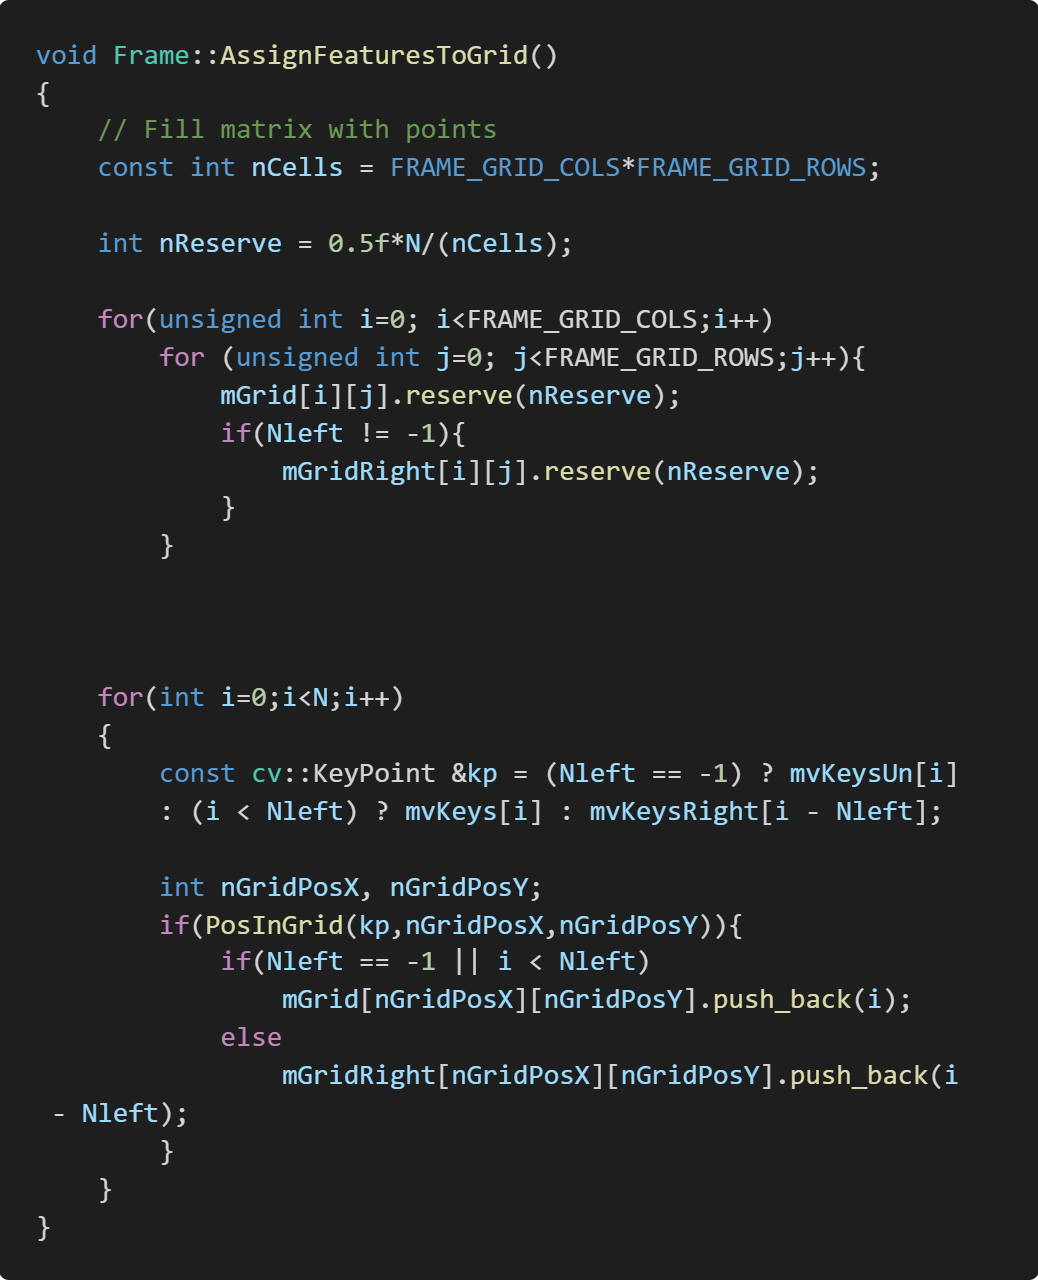 void Frame::AssignFeaturesToGrid()
{
    // Fill matrix with points
    const int nCells = FRAME_GRID_COLS*FRAME_GRID_ROWS;

    int nReserve = 0.5f*N/(nCells);

    for(unsigned int i=0; i<FRAME_GRID_COLS;i++)
        for (unsigned int j=0; j<FRAME_GRID_ROWS;j++){
            mGrid[i][j].reserve(nReserve);
            if(Nleft != -1){
                mGridRight[i][j].reserve(nReserve);
            }
        }



    for(int i=0;i<N;i++)
    {
        const cv::KeyPoint &kp = (Nleft == -1) ? mvKeysUn[i]
        : (i < Nleft) ? mvKeys[i] : mvKeysRight[i - Nleft];

        int nGridPosX, nGridPosY;
        if(PosInGrid(kp,nGridPosX,nGridPosY)){
            if(Nleft == -1 || i < Nleft)
                mGrid[nGridPosX][nGridPosY].push_back(i);
            else
                mGridRight[nGridPosX][nGridPosY].push_back(i
 - Nleft);
        }
    }
}